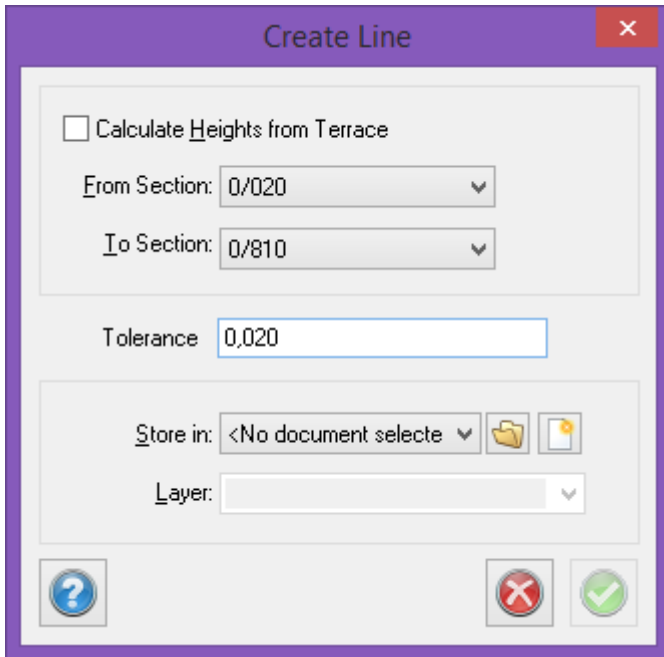 Create Line
Calculate Heights from Terrace
From Section: 0/020
To Section: 0/810
Tolerance 0,020
Store in: <No document selecte
Layer:
?